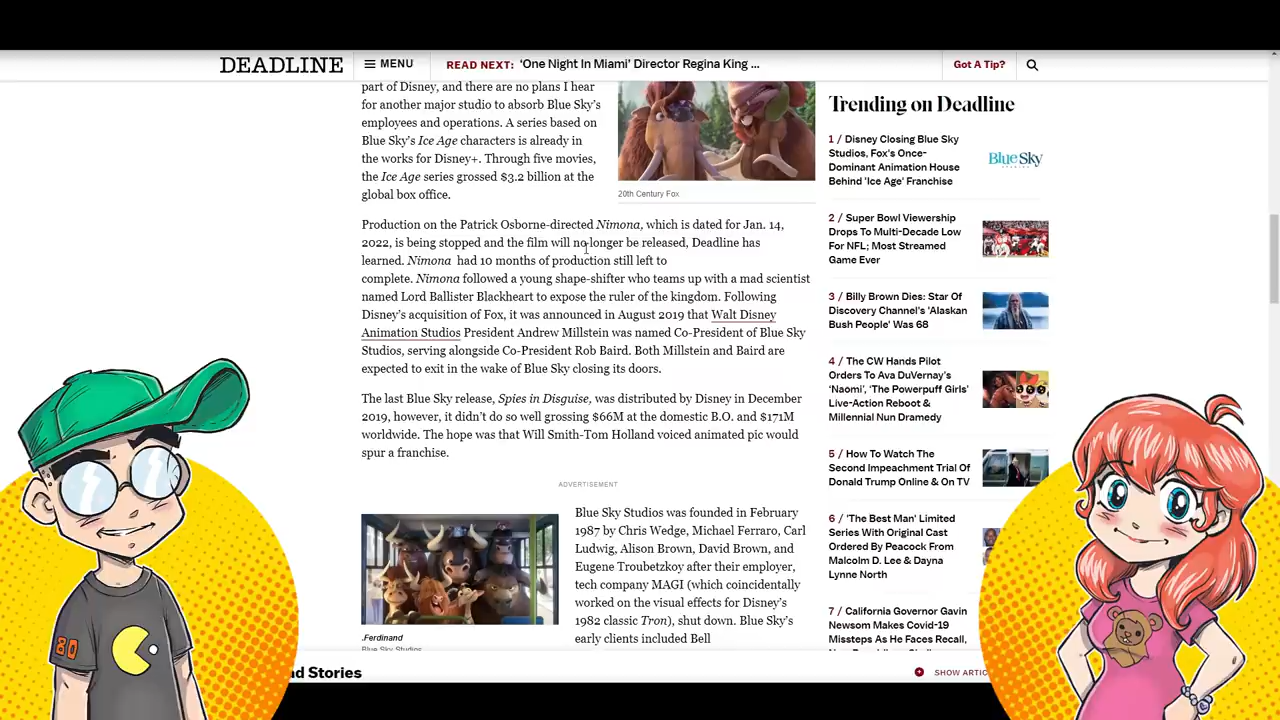 DEADLINE
MENU
READ NEXT: ‘One Night In Miami’ Director Regina King ...
Got A Tip?
part of Disney, and there are no plans I hear
for another major studio to absorb Blue Sky’s
employees and operations. A series based on
Blue Sky’s Ice Age characters is already in
the works for Disney+. Through five movies,
the Ice Age series grossed $3.2 billion at the
global box office.
20th Century Fox
Production on the Patrick Osborne-directed Nimona, which is dated for Jan. 14,
2022, is being stopped and the film will no longer be released, Deadline has
learned. Nimona had 10 months of production still left to
complete. Nimona followed a young shape-shifter who teams up with a mad scientist
named Lord Ballister Blackheart to expose the ruler of the kingdom. Following
Disney’s acquisition of Fox, it was announced in August 2019 that Walt Disney
Animation Studios President Andrew Millstein was named Co-President of Blue Sky
Studios, serving alongside Co-President Rob Baird. Both Millstein and Baird are
expected to exit in the wake of Blue Sky closing its doors.
The last Blue Sky release, Spies in Disguise, was distributed by Disney in December
2019, however, it didn’t do so well grossing $66M at the domestic B.O. and $171M
worldwide. The hope was that Will Smith-Tom Holland voiced animated pic would
spur a franchise.
ADVERTISEMENT
.Ferdinand
Blue Sky Studios
Blue Sky Studios was founded in February
1987 by Chris Wedge, Michael Ferraro, Carl
Ludwig, Alison Brown, David Brown, and
Eugene Troubetzkoy after their employer,
tech company MAGI (which coincidentally
worked on the visual effects for Disney’s
1982 classic Tron), shut down. Blue Sky’s
early clients included Bell
Trending on Deadline
1 / Disney Closing Blue Sky
Studios, Fox’s Once-
Dominant Animation House
Behind ‘Ice Age’ Franchise
Blue Sky
2 / Super Bowl Viewership
Drops To Multi-Decade Low
For NFL; Most Streamed
Game Ever
3 / Billy Brown Dies: Star Of
Discovery Channel’s ‘Alaskan
Bush People’ Was 68
4 / The CW Hands Pilot
Orders To Ava DuVernay’s
‘Naomi’, ‘The Powerpuff Girls’
Live-Action Reboot &
Millennial Nun Dramedy
5 / How To Watch The
Second Impeachment Trial Of
Donald Trump Online & On TV
6 / ‘The Best Man’ Limited
Series With Original Cast
Ordered By Peacock From
Malcolm D. Lee & Dayna
Lynne North
7 / California Governor Gavin
Newsom Makes Covid-19
Missteps As He Faces Recall,
d Stories
SHOW ARTIC
80